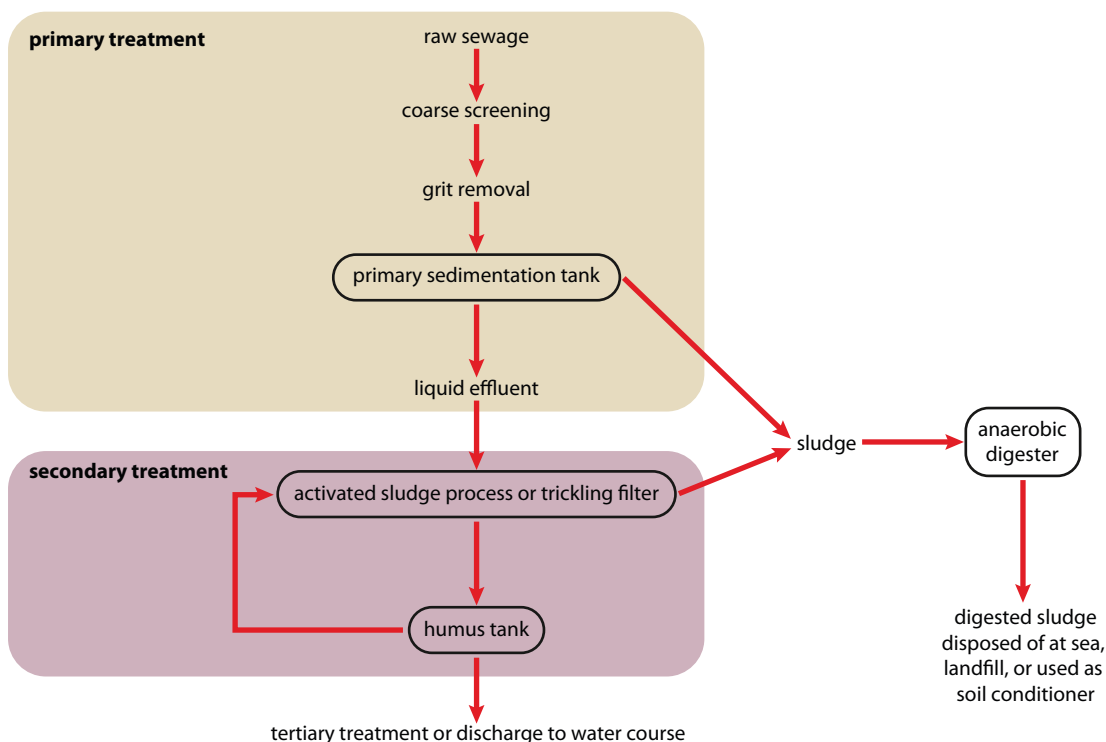 primary treatment
raw sewage
coarse screening
grit removal
primary sedimentation tank
liquid effluent
sludge
anaerobic
digester
secondary treatment
activated sludge process or trickling filter
humus tank
digested sludge
disposed of at sea,
landfill, or used as
soil conditioner
tertiary treatment or discharge to water course